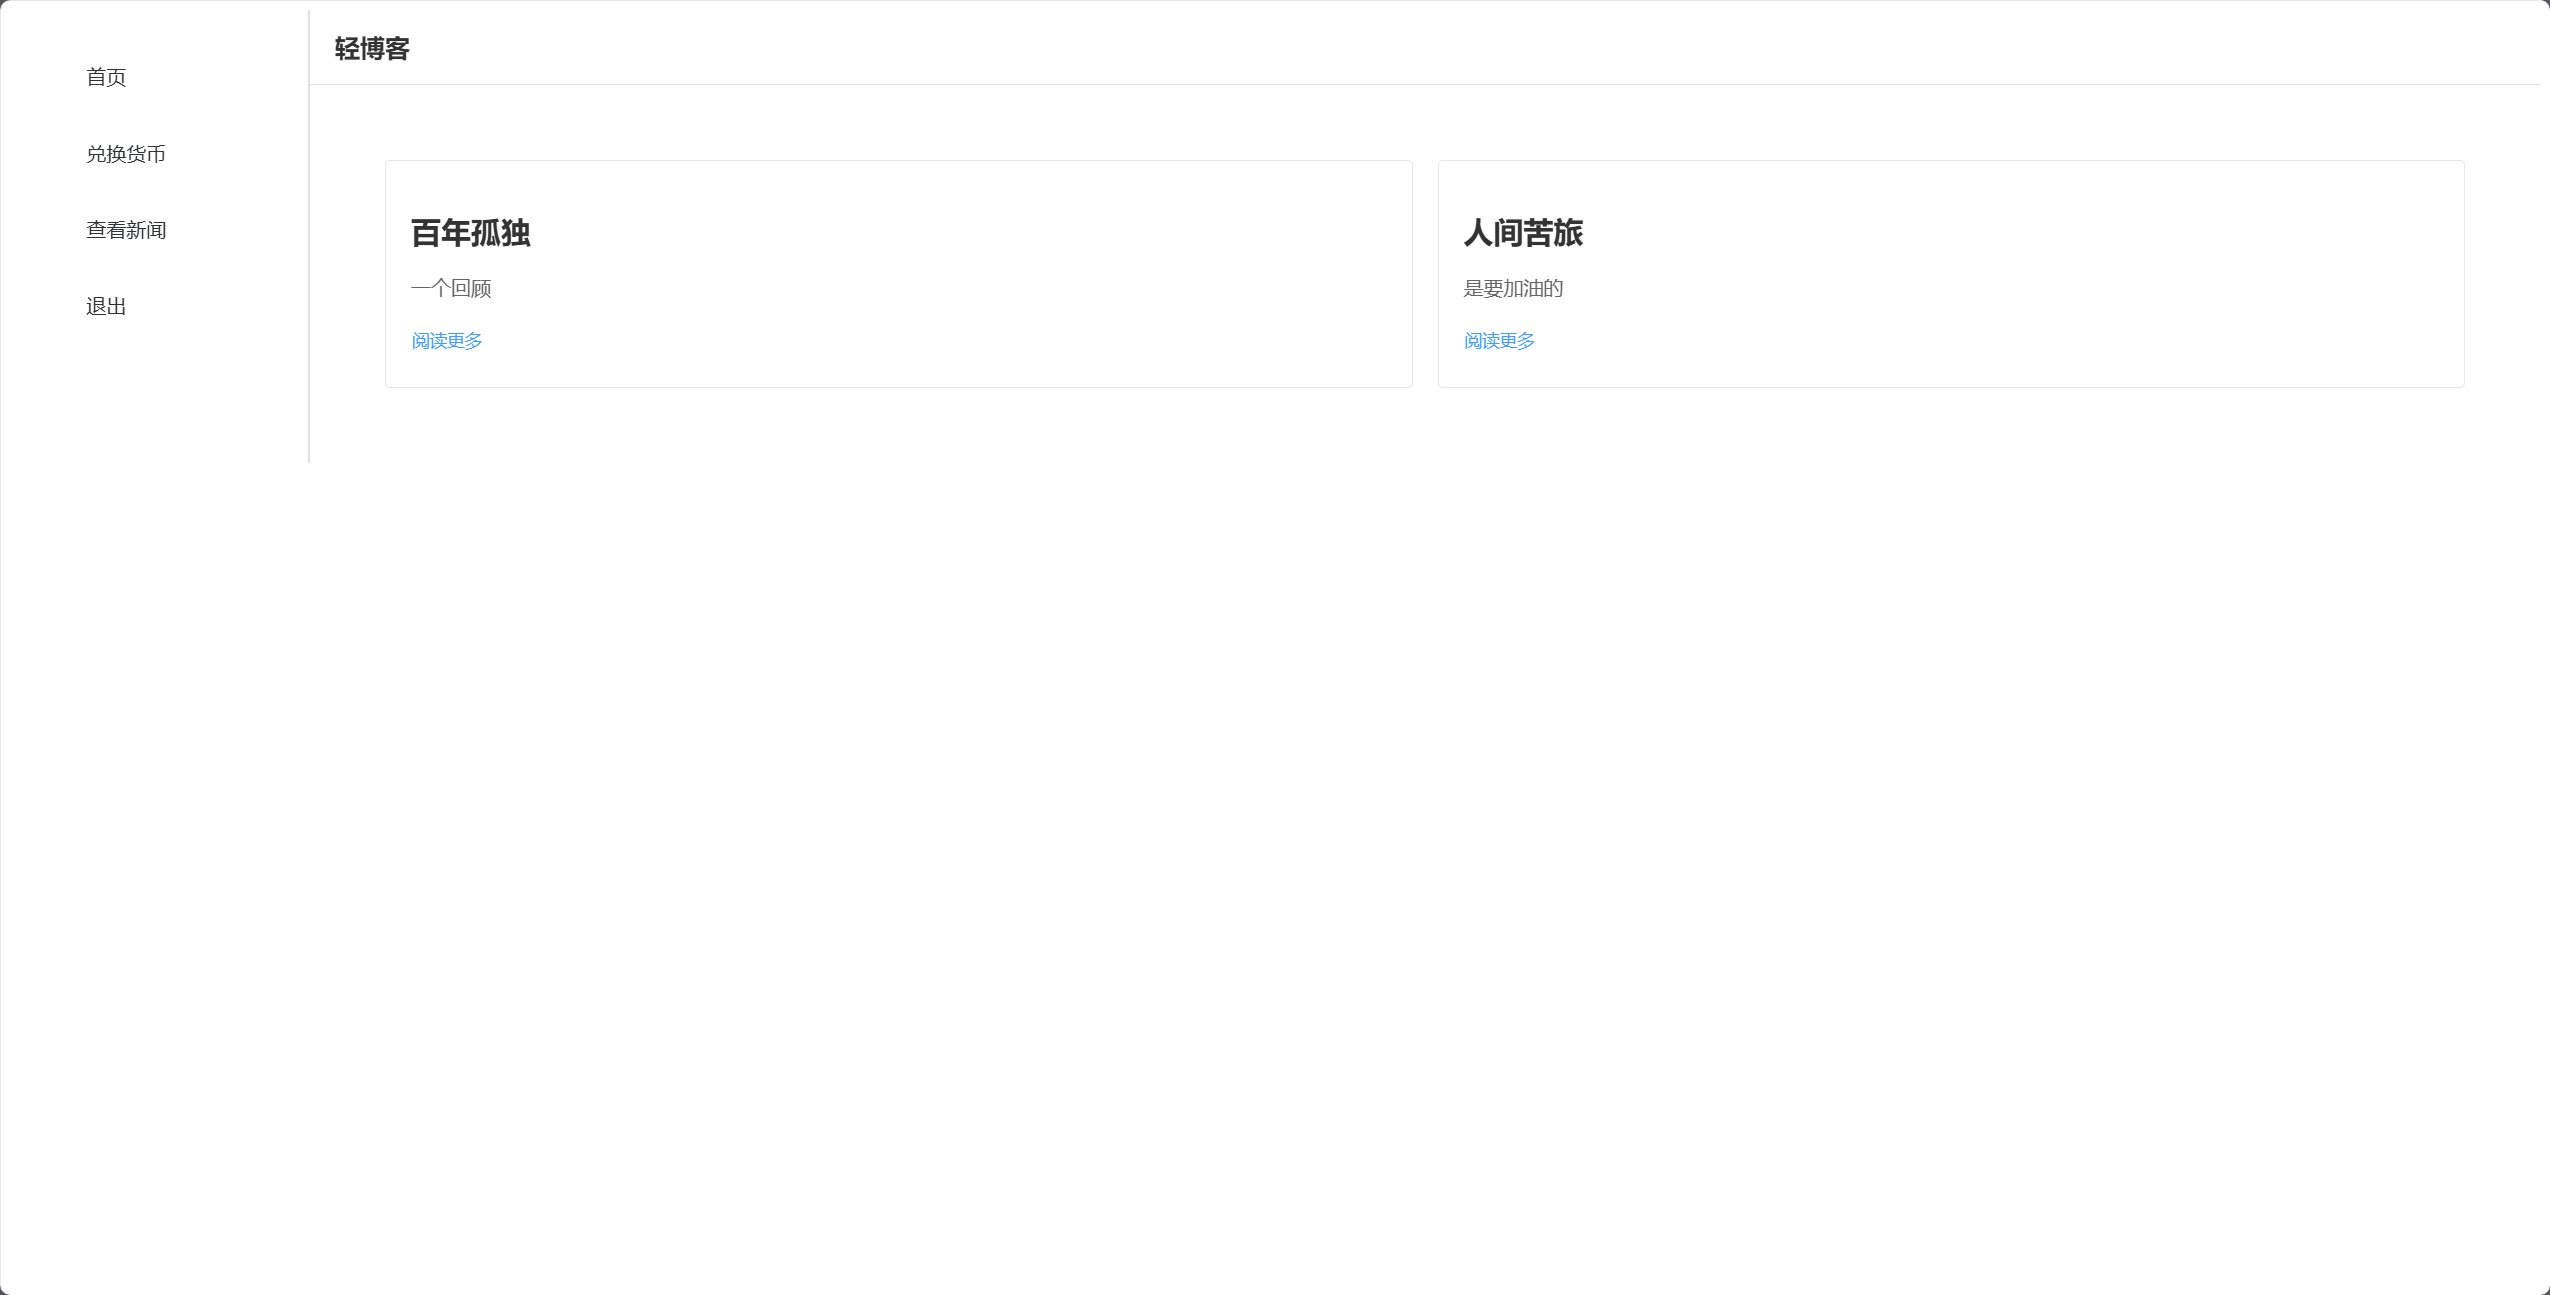 首页
兑换货币
查看新闻
退出
轻博客
百年孤独
一个回顾
阅读更多
人间苦旅
是要加油的
阅读更多